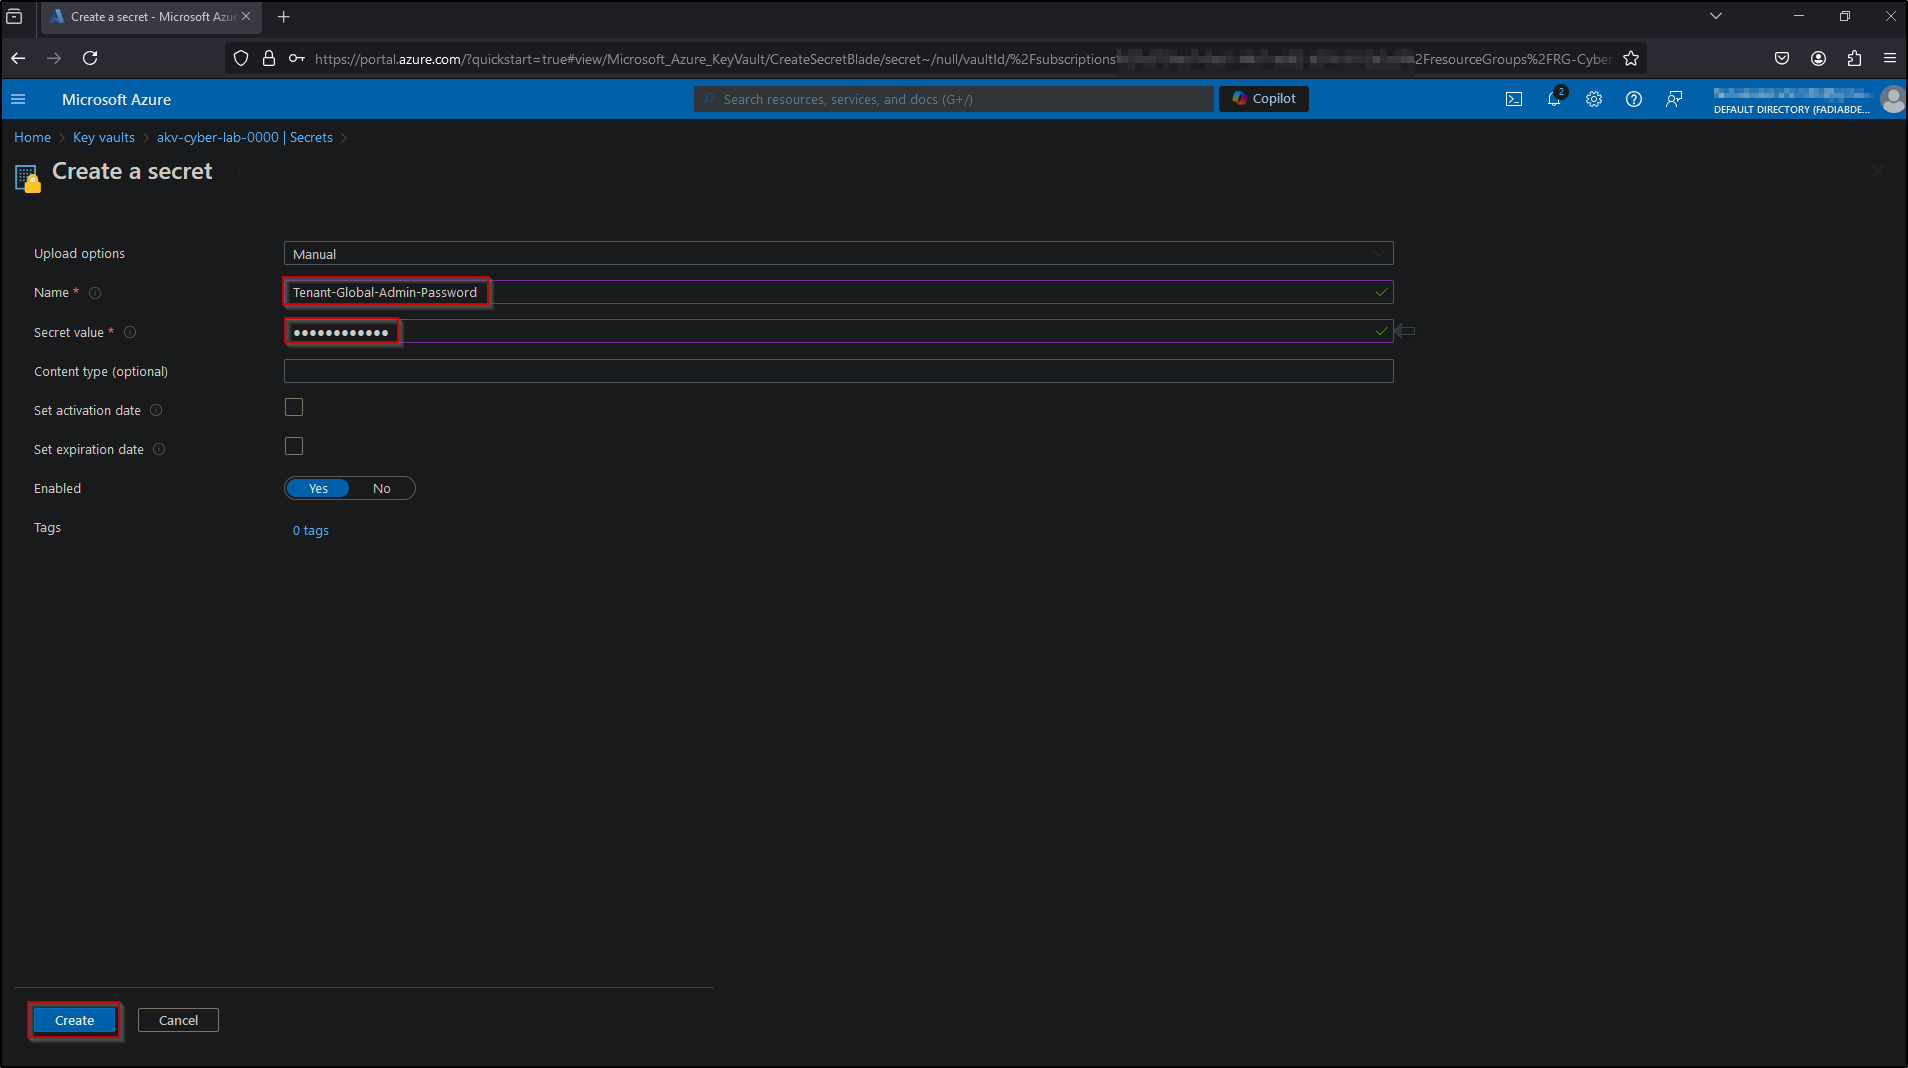 Create a secret - Microsoft Azu
https://portal.azure.com/?quickstart=true#view/Microsoft_Azure_KeyVault/CreateSecretBlade/secret~/null/vaultId/%2Fsubscriptions
2FresourceGroups%2FRG-Cyber
Microsoft Azure
Search resources, services, and docs (G+/)
Copilot
2
DEFAULT DIRECTORY (FADIABDE...
Home > Key vaults > akv-cyber-lab-0000 | Secrets >
Create a secret ...
Upload options
Manual
Name *
Tenant-Global-Admin-Password
Secret value *
••••••••••••
Content type (optional)
Set activation date
Set expiration date
Enabled
Yes No
Tags
0 tags
Create
Cancel